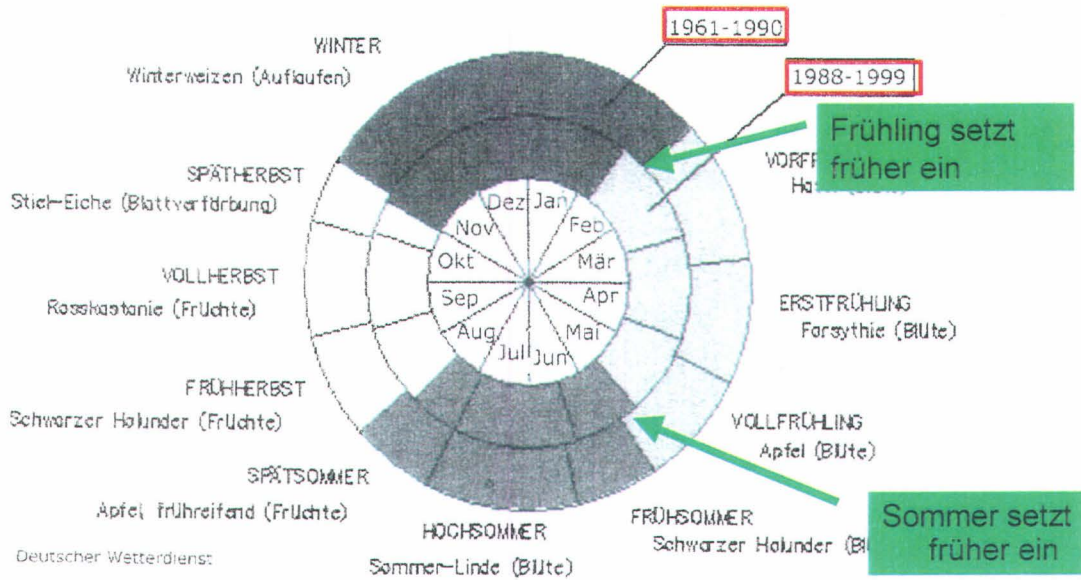 1961-1990
1988-1999
WINTER
Winterweizen (Auflaufen)
Frühling setzt
früher ein
SPÄTHERBST
Stiel-Eiche (Blattverfärbung)
VOLLHERBST
Rosskastanie (Früchte)
FRÜHHERBST
Schwarzer Holunder (Früchte)
SPÄTSOMMER
Apfel, frühreifend (Früchte)
HOCHSOMMER
Sommer-Linde (Blüte)
FRÜHSOMMER
Schwarzer Holunder
VOLLFRÜHLING
Apfel (Blüte)
ERSTFRÜHLING
Forsythie (Blüte)
Jan
Feb
Mär
Apr
Mai
Jun
Jul
Aug
Sep
Okt
Nov
Dez
Sommer setzt
früher ein
Deutscher Wetterdienst